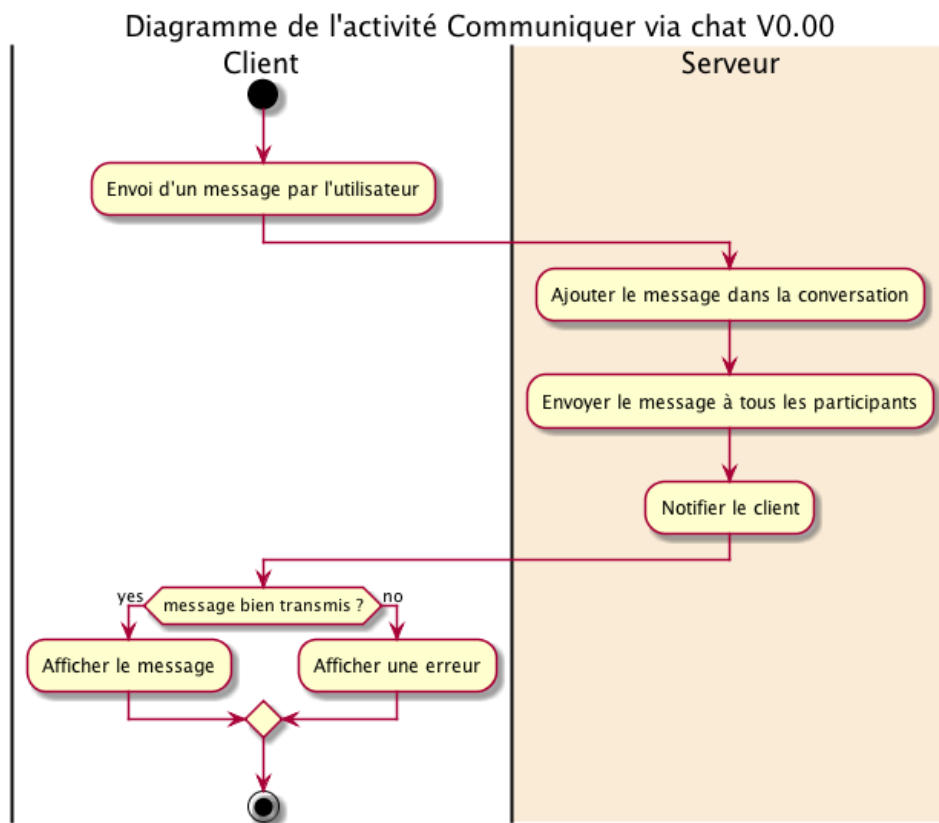 Diagramme de l'activité Communiquer via chat V0.00
Client
Serveur
Envoi d'un message par l'utilisateur
Ajouter le message dans la conversation
Envoyer le message à tous les participants
Notifier le client
yes
message bien transmis ?
no
Afficher le message
Afficher une erreur